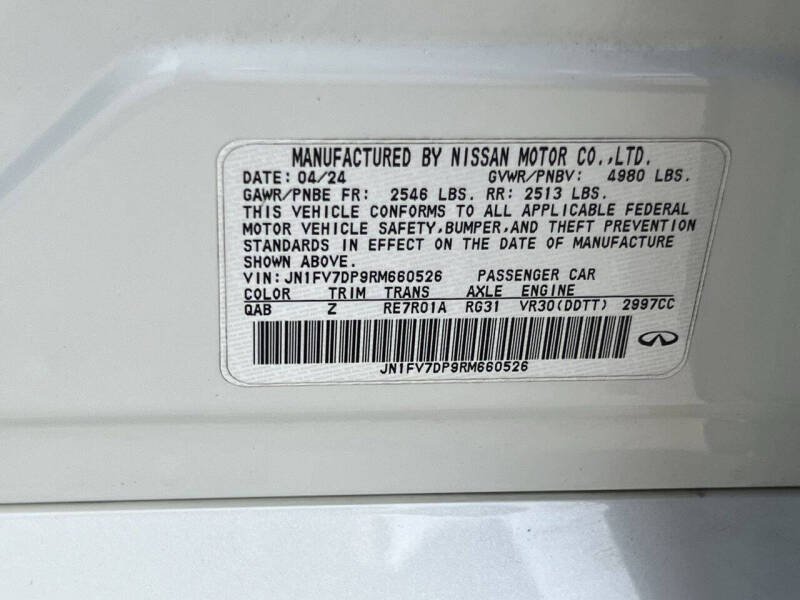 MANUFACTURED BY NISSAN MOTOR CO.,LTD.
DATE: 04/24 GVWR/PNBV: 4980 LBS.
GAWR/PNBE FR: 2546 LBS. RR: 2513 LBS.
THIS VEHICLE CONFORMS TO ALL APPLICABLE FEDERAL
MOTOR VEHICLE SAFETY,BUMPER,AND THEFT PREVENTION
STANDARDS IN EFFECT ON THE DATE OF MANUFACTURE
SHOWN ABOVE.
VIN:JN1FV7DP9RM660526 PASSENGER CAR
COLOR TRIM TRANS AXLE ENGINE
QAB Z RE7R01A RG31 VR30(DDTT) 2997CC
JN1FV7DP9RM660526